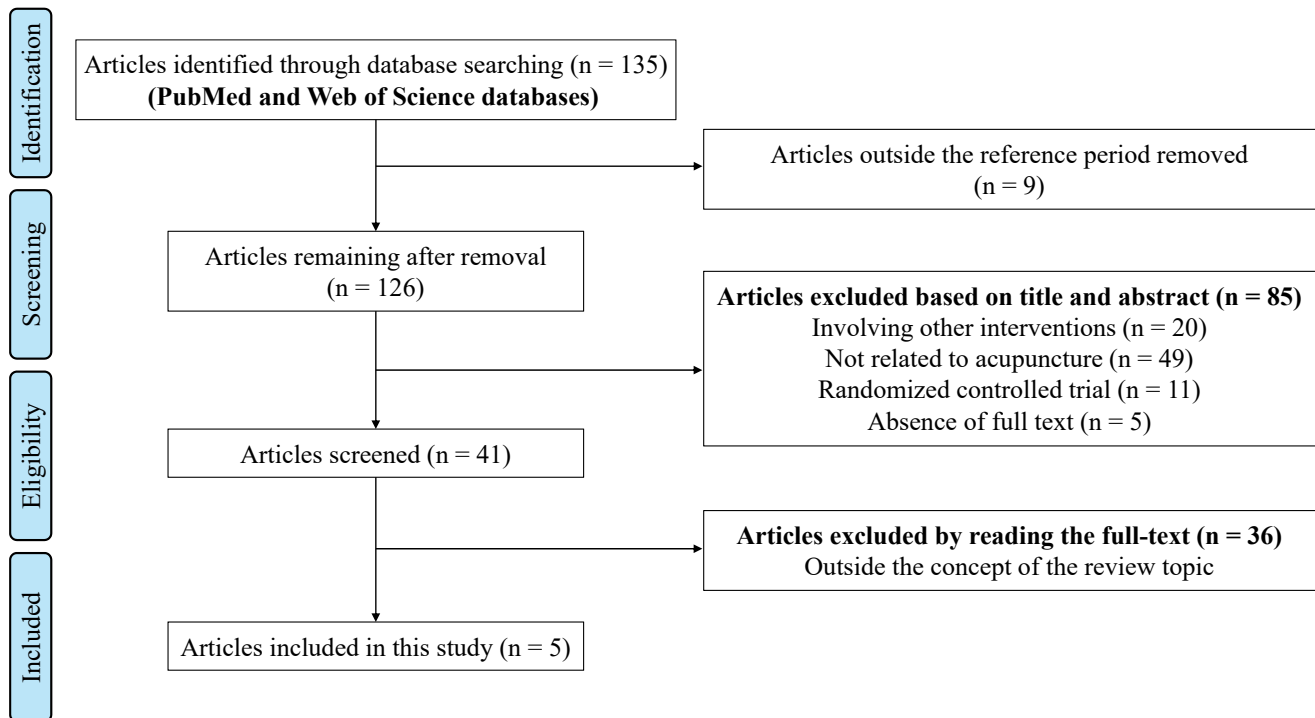 Identification
Articles identified through database searching (n = 135)
(PubMed and Web of Science databases)
Articles outside the reference period removed
(n = 9)
Screening
Articles remaining after removal
(n = 126)
Articles excluded based on title and abstract (n = 85)
Involving other interventions (n = 20)
Not related to acupuncture (n = 49)
Randomized controlled trial (n = 11)
Absence of full text (n = 5)
Eligibility
Articles screened (n = 41)
Articles excluded by reading the full-text (n = 36)
Outside the concept of the review topic
Included
Articles included in this study (n = 5)